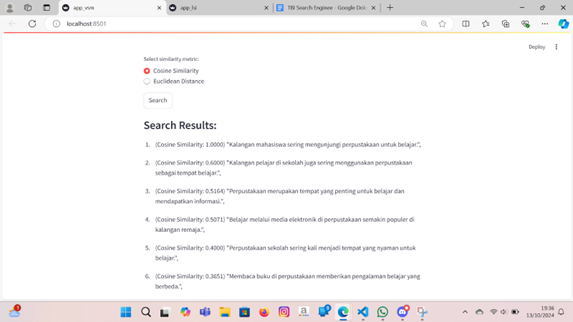 app_vsm
app_lsi
TBI Search Engine - Google Do
localhost:8501
Deploy
Select similarity metric:
Cosine Similarity
Euclidean Distance
Search
Search Results:
1. (Cosine Similarity: 1.0000) "Kalangan mahasiswa sering mengunjungi perpustakaan untuk belajar.",
2. (Cosine Similarity: 0.6000) "Kalangan pelajar di sekolah juga sering menggunakan perpustakaan
sebagai tempat belajar.",
3. (Cosine Similarity: 0.5164) "Perpustakaan merupakan tempat yang penting untuk belajar dan
mendapatkan informasi.",
4. (Cosine Similarity: 0.5071) "Belajar melalui media elektronik di perpustakaan semakin populer di
kalangan remaja.",
5. (Cosine Similarity: 0.4000) "Perpustakaan sekolah sering kali menjadi tempat yang nyaman untuk
belajar.",
6. (Cosine Similarity: 0.3651) "Membaca buku di perpustakaan memberikan pengalaman belajar yang
berbeda.",
19:36
13/10/2024